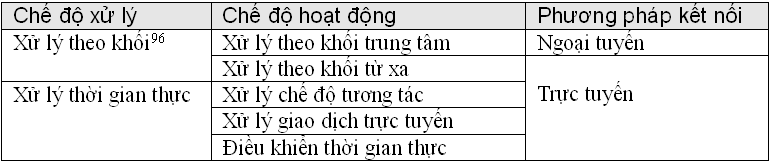 Chế độ xử lý Chế độ hoạt động Phương pháp kết nối
Xử lý theo khối96 Xử lý theo khối trung tâm Ngoại tuyến
Xử lý theo khối từ xa
Xử lý thời gian thực Xử lý chế độ tương tác Trực tuyến
Xử lý giao dịch trực tuyến
Điều khiển thời gian thực